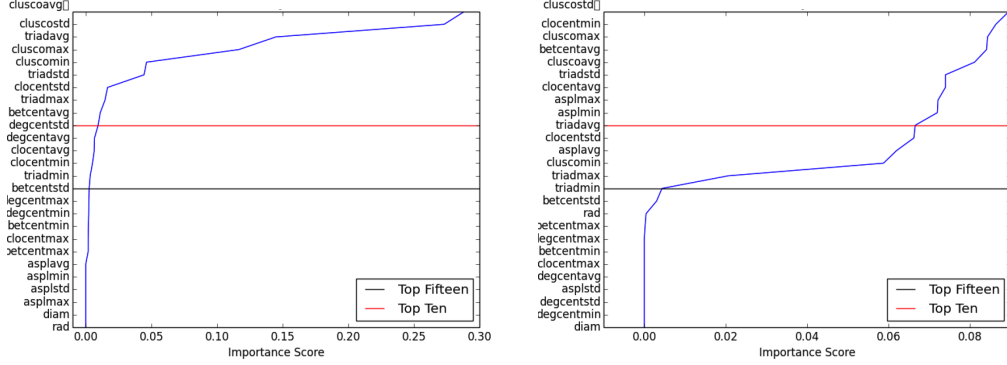 cluscoavg
cluscostd
triadavg
cluscomax
cluscomin
triadstd
clocentstd
triadmax
betcentavg
degcentstd
degcentavg
clocentavg
clocentmin
triadmin
betcentstd
degcentmax
degcentmin
betcentmin
clocentmax
betcentmax
asplavg
asplmin
asplstd
asplmax
diam
rad
0.00 0.05 0.10 0.15 0.20 0.25 0.30
Importance Score
Top Fifteen
Top Ten
cluscostd
clocentmin
cluscomax
betcentavg
cluscoavg
triadstd
clocentavg
asplmax
asplmin
triadavg
clocentstd
asplavg
cluscomin
triadmax
triadmin
betcentstd
rad
betcentmax
degcentmax
betcentmin
clocentmax
degcentavg
asplstd
degcentstd
degcentmin
diam
0.00 0.02 0.04 0.06 0.08
Importance Score
Top Fifteen
Top Ten